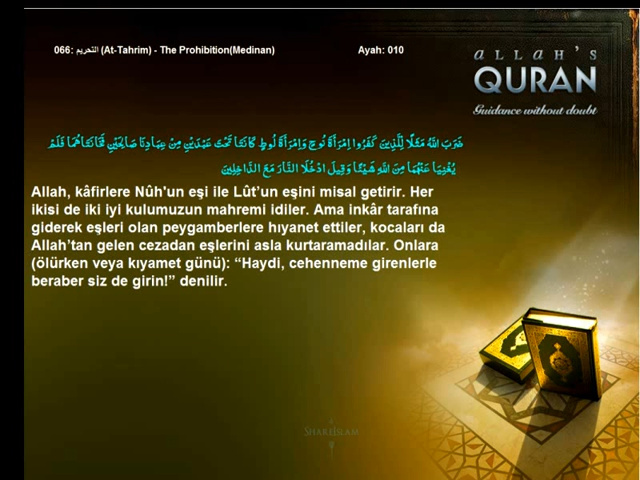 066: التحريم (At-Tahrim) - The Prohibition(Medinan) Ayah: 010
ALLAH'S
QURAN
Guidance without doubt
ضَرَبَ اللَّهُ مَثَلًا لِلَّذِينَ كَفَرُوا اِمْرَأَةَ نُوحٍ وَاِمْرَأَةَ لُوطٍ كَانَتَا تَحْتَ عَبْدَيْنِ مِنْ عِبَادِنَا صَالِحَيْنِ فَخَانَتَاهُمَا فَلَمْ
يُغْنِيَا عَنْهُمَا مِنَ اللَّهِ شَيْئًا وَقِيلَ ادْخُلَا النَّارَ مَعَ الدَّاخِلِينَ
Allah, kâfirlere Nûh'un eşi ile Lût’un eşini misal getirir. Her
ikisi de iki iyi kulumuzun mahremi idiler. Ama inkâr tarafına
giderek eşleri olan peygamberlere hıyanet ettiler, kocaları da
Allah’tan gelen cezadan eşlerini asla kurtaramadılar. Onlara
(ölürken veya kıyamet günü): “Haydi, cehenneme girenlerle
beraber siz de girin!” denilir.
SHAREISLAM